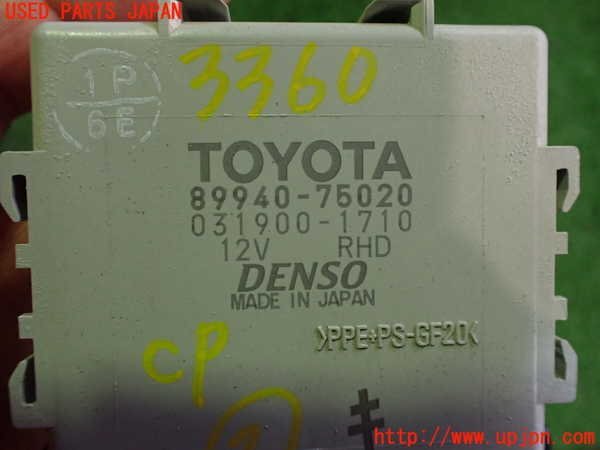 USED PARTS JAPAN
1P
6E
3360
TOYOTA
89940-75020
031900-1710
12V RHD
DENSO
MADE IN JAPAN
>PPE+PS-GF20<
CP
キ
http://www.upjpn.com/